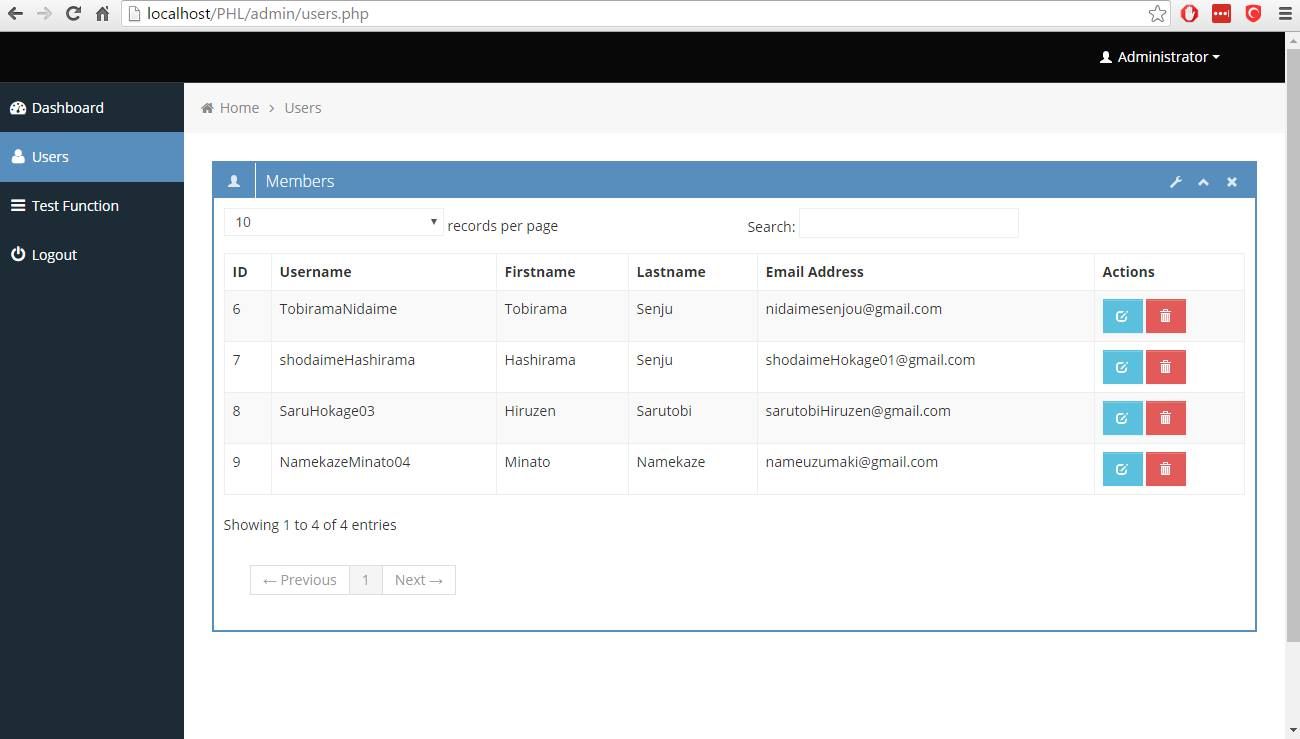 localhost/PHL/admin/users.php
Administrator
Dashboard
Users
Test Function
Logout
Home > Users
Members
10 records per page Search:
ID Username Firstname Lastname Email Address Actions
6 TobiramaNidaime Tobirama Senju nidaimesenjou@gmail.com
7 shodaimeHashirama Hashirama Senju shodaimeHokage01@gmail.com
8 SaruHokage03 Hiruzen Sarutobi sarutobiHiruzen@gmail.com
9 NamekazeMinato04 Minato Namekaze nameuzumaki@gmail.com
Showing 1 to 4 of 4 entries
← Previous 1 Next →